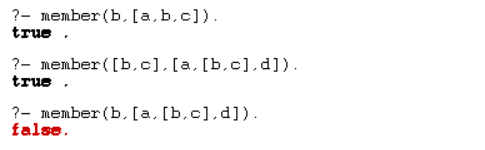 ?- member(b,[a,b,c]).
true .
?- member([b,c],[a,[b,c],d]).
true .
?- member(b,[a,[b,c],d]).
false.